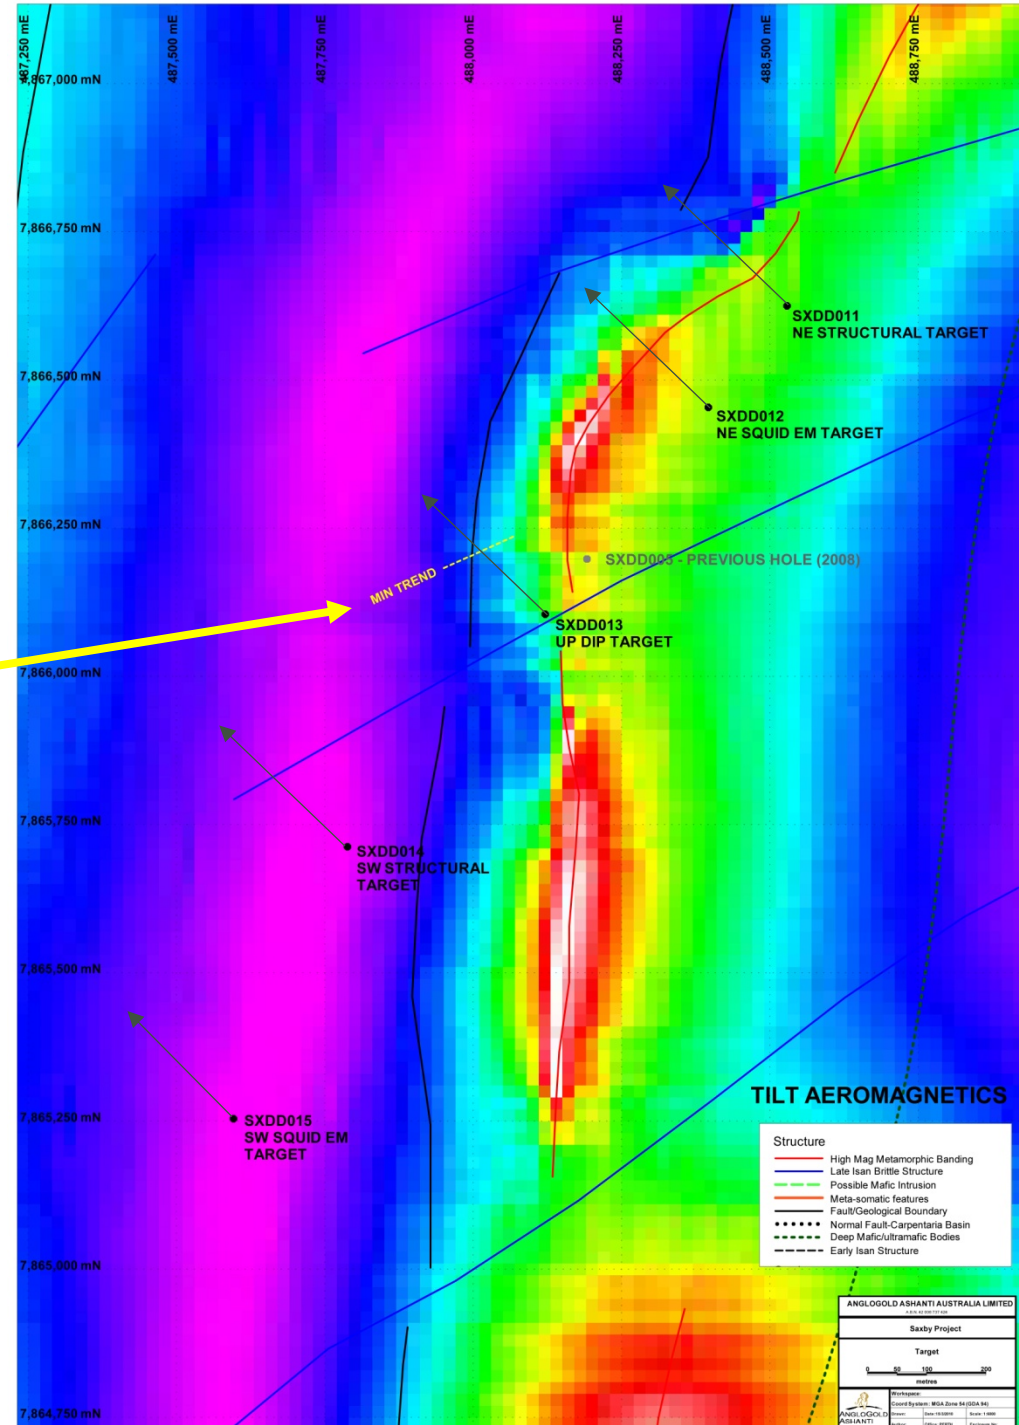 487,250 mE
487,500 mE
487,750 mE
488,000 mE
488,250 mE
488,500 mE
488,750 mE
7,867,000 mN
7,866,750 mN
7,866,500 mN
7,866,250 mN
7,866,000 mN
7,865,750 mN
7,865,500 mN
7,865,250 mN
7,865,000 mN
7,864,750 mN
SXDD011
NE STRUCTURAL TARGET
SXDD012
NE SQUID EM TARGET
SXDD005 - PREVIOUS HOLE (2008)
MIN TREND
SXDD013
UP DIP TARGET
SXDD014
SW STRUCTURAL
TARGET
SXDD015
SW SQUID EM
TARGET
TILT AEROMAGNETICS
Structure
High Mag Metamorphic Banding
Late Isan Brittle Structure
Possible Mafic Intrusion
Meta-somatic features
Fault/Geological Boundary
Normal Fault-Carpentaria Basin
Deep Mafic/ultramafic Bodies
Early Isan Structure
ANGLOGOLD ASHANTI AUSTRALIA LIMITED
Saxby Project
Target
0 50 100 200
metres
ANGLOGOLD
ASHANTI
Workspace:
Coord System: MGA Zone 54 (GDA 94)